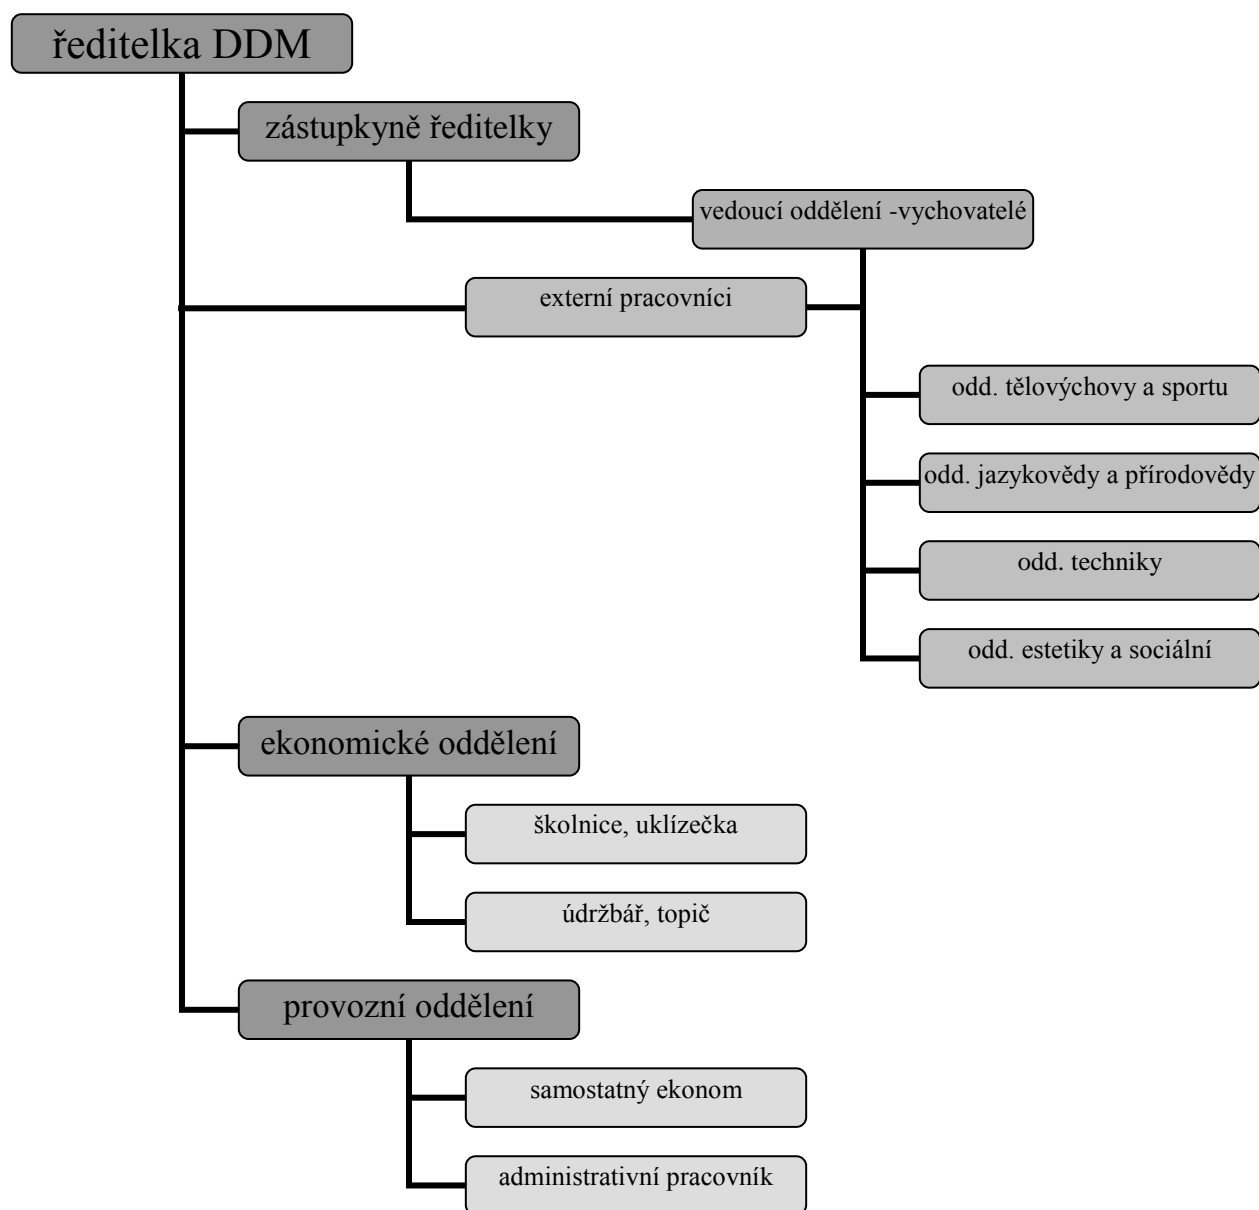 ředitelka DDM
zástupkyně ředitelky
vedoucí oddělení -vychovatelé
externí pracovníci
odd. tělovýchovy a sportu
odd. jazykovědy a přírodovědy
odd. techniky
odd. estetiky a sociální
ekonomické oddělení
školnice, uklízečka
údržbář, topič
provozní oddělení
samostatný ekonom
administrativní pracovník